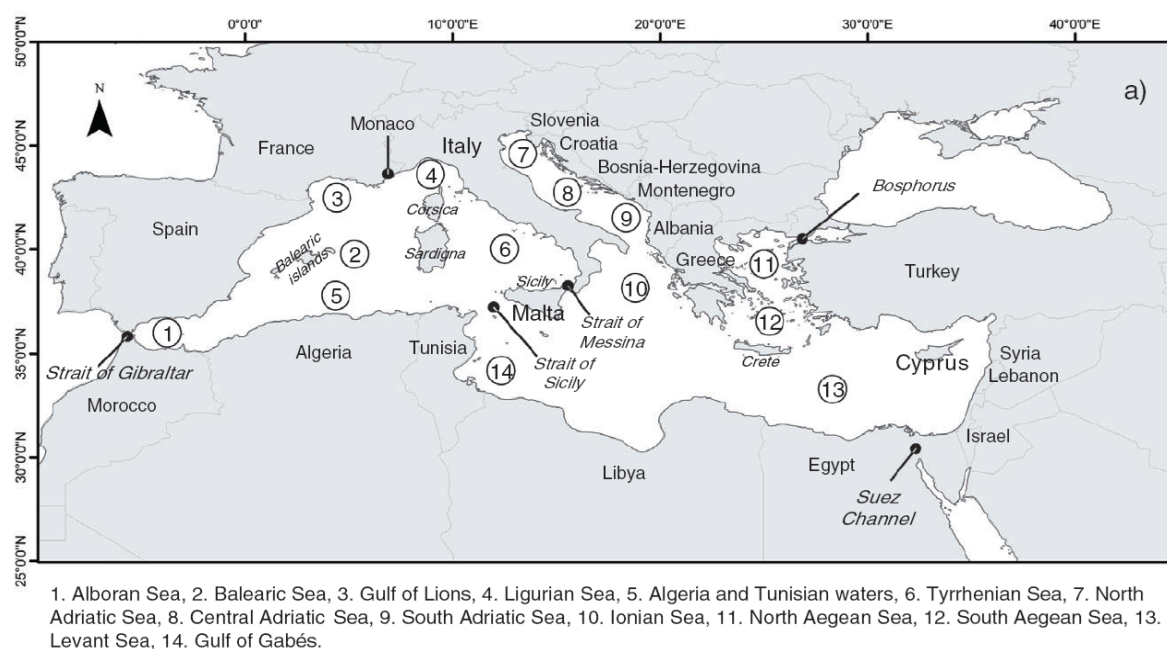 0°0'0"
10°0'0"E
20°0'0"E
30°0'0"E
40°0'0"E
50°0'0"N
45°0'0"N
40°0'0"N
35°0'0"N
30°0'0"N
25°0'0"N
N
a)
Monaco
Slovenia
Croatia
Italy
France
Bosnia-Herzegovina
Montenegro
Bosphorus
Spain
Corsica
Albania
Balearic
islands
Sardigna
Greece
Turkey
Sicily
Malta
Strait of
Messina
Strait of
Sicily
Crete
Cyprus
Syria
Lebanon
Algeria
Tunisia
Strait of Gibraltar
Morocco
Libya
Egypt
Israel
Suez
Channel
1
2
3
4
5
6
7
8
9
10
11
12
13
14
1. Alboran Sea, 2. Balearic Sea, 3. Gulf of Lions, 4. Ligurian Sea, 5. Algeria and Tunisian waters, 6. Tyrrhenian Sea, 7. North
Adriatic Sea, 8. Central Adriatic Sea, 9. South Adriatic Sea, 10. Ionian Sea, 11. North Aegean Sea, 12. South Aegean Sea, 13.
Levant Sea, 14. Gulf of Gabés.